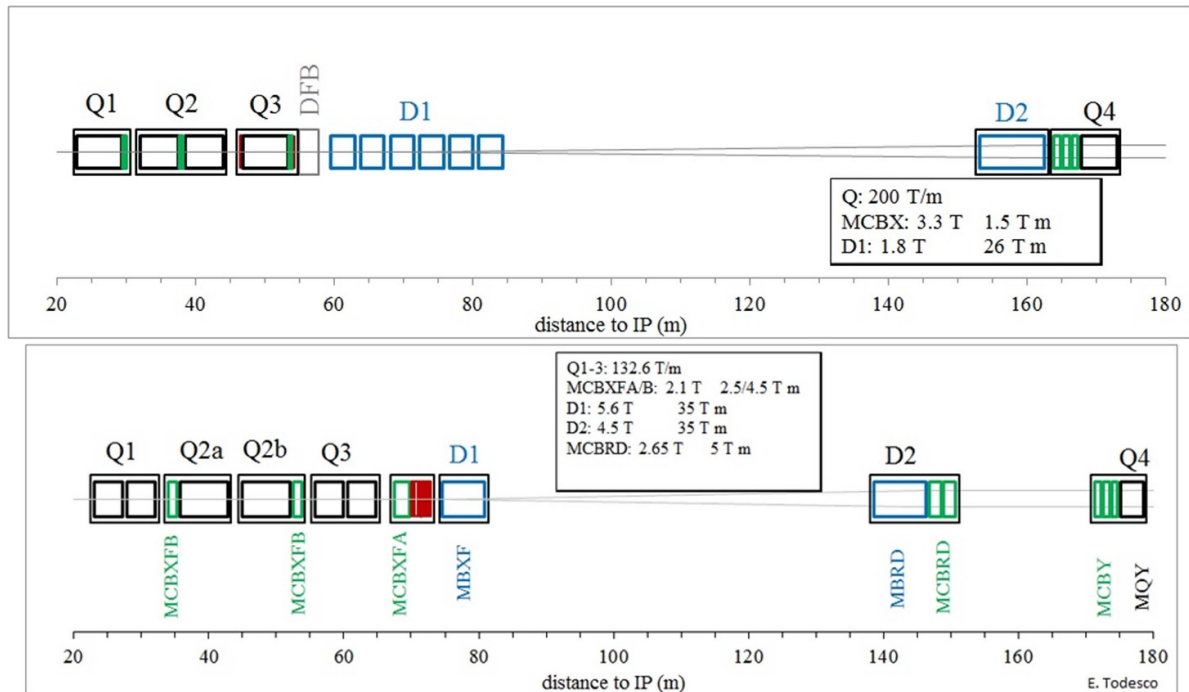 Q1 Q2 Q3 DFB D1 D2 Q4
Q: 200 T/m
MCBX: 3.3 T 1.5 T m
D1: 1.8 T 26 T m
20 40 60 80 100 120 140 160 180
distance to IP (m)
Q1-3: 132.6 T/m
MCBXFA/B: 2.1 T 2.5/4.5 T m
D1: 5.6 T 35 T m
D2: 4.5 T 35 T m
MCBRD: 2.65 T 5 T m
Q1 Q2a Q2b Q3 D1 D2 Q4
MCBXFB MCBXFB MCBXFA MBXF MBRD MCBRD MCBY MQY
20 40 60 80 100 120 140 160 180
distance to IP (m)
E. Todesco